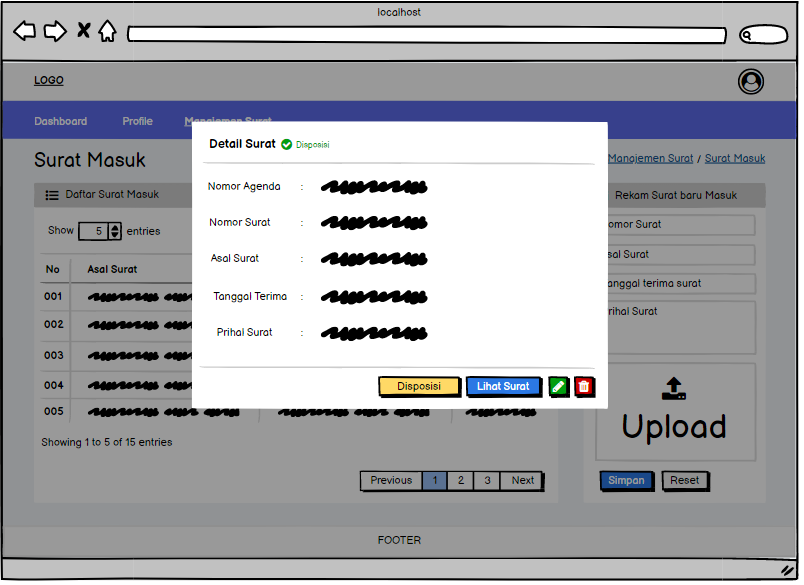 localhost
LOGO
Dashboard Profile Manajemen Surat
Surat Masuk
Manajemen Surat / Surat Masuk
Daftar Surat Masuk
Show 5 entries
No Asal Surat
001
002
003
004
005
Showing 1 to 5 of 15 entries
Previous 1 2 3 Next
Detail Surat Disposisi
Nomor Agenda :
Nomor Surat :
Asal Surat :
Tanggal Terima :
Prihal Surat :
Disposisi Lihat Surat
Rekam Surat baru Masuk
omor Surat
sal Surat
anggal terima surat
rihal Surat
Upload
Simpan Reset
FOOTER